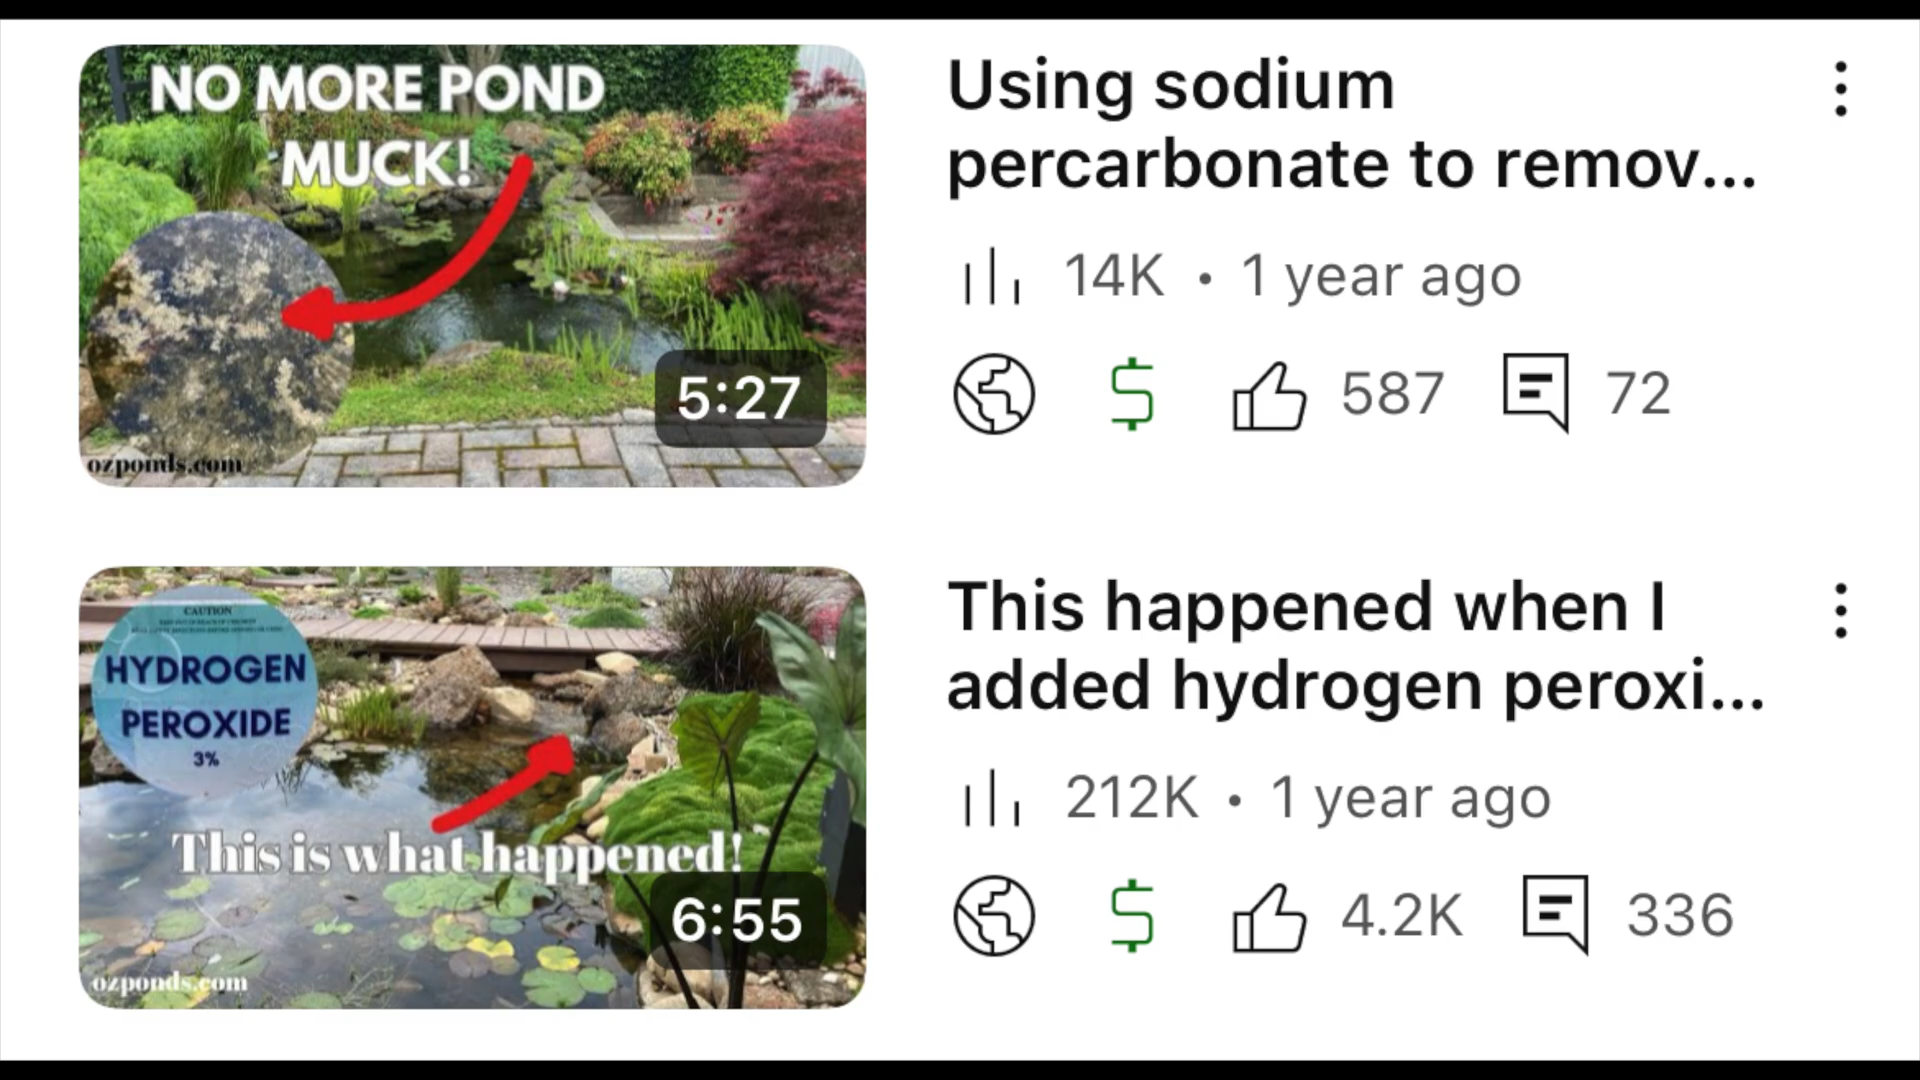 NO MORE POND
MUCK!
5:27
ozponds.com
Using sodium
percarbonate to remov...
14K • 1 year ago
587
72
CAUTION
HYDROGEN
PEROXIDE
3%
This is what happened!
6:55
ozponds.com
This happened when I
added hydrogen peroxi...
212K • 1 year ago
4.2K
336